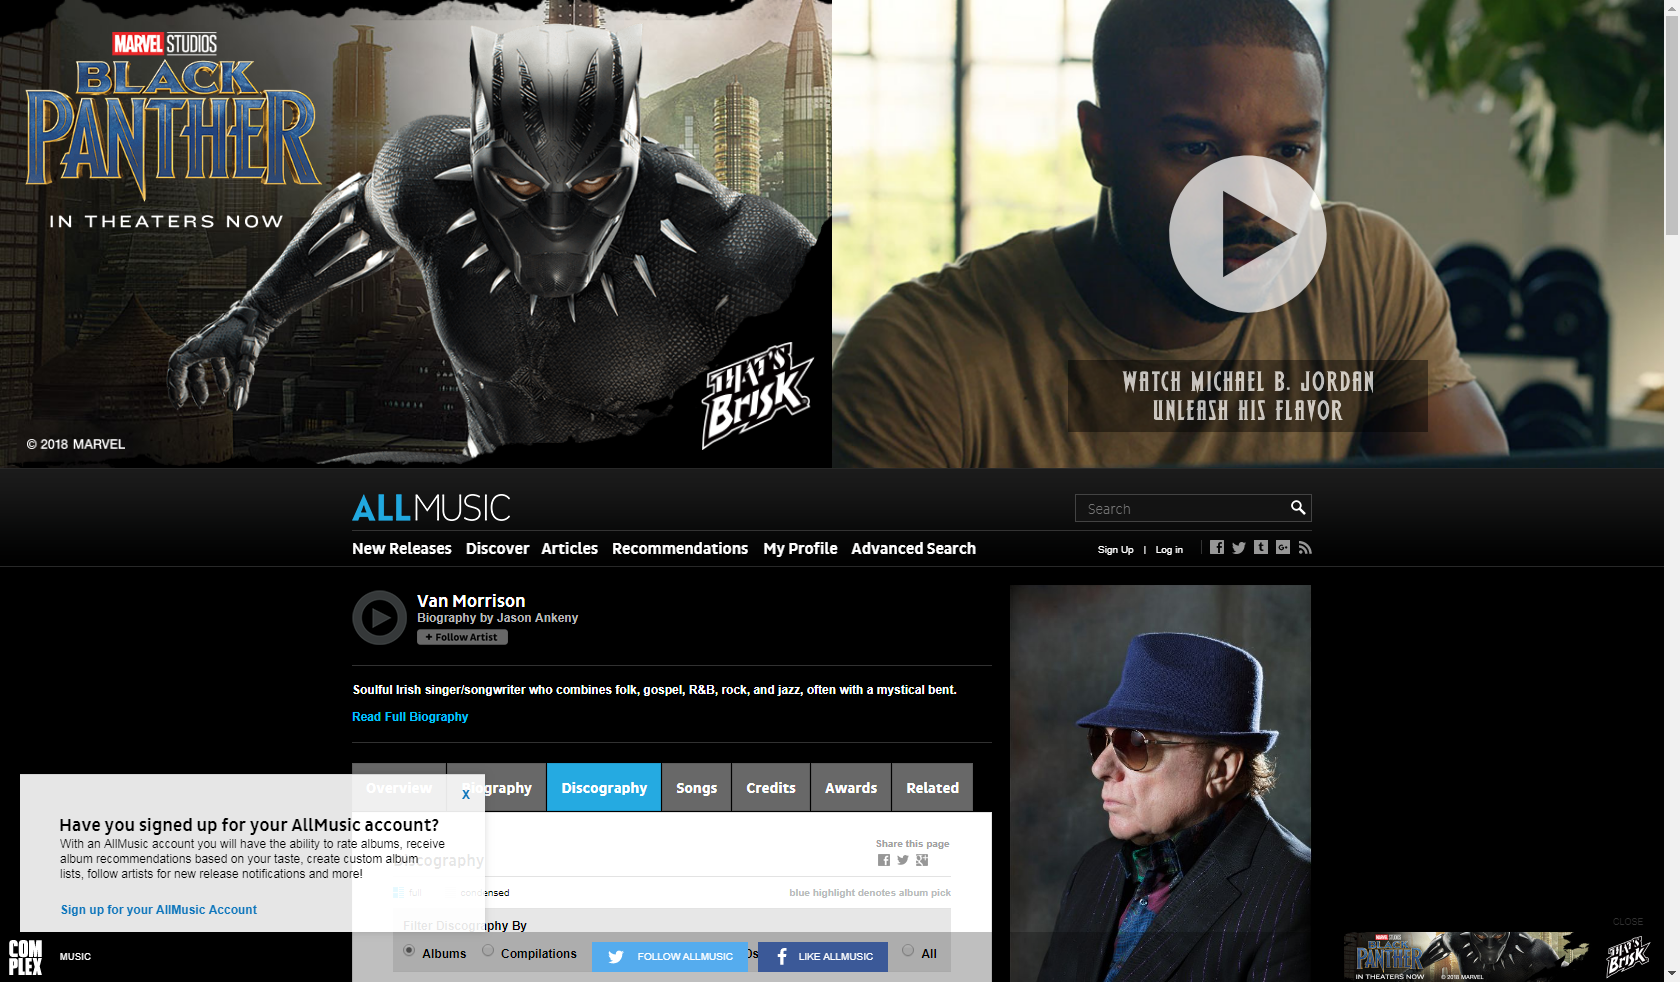 MARVEL STUDIOS
BLACK
PANTHER
IN THEATERS NOW
THAT'S
BRISK
© 2018 MARVEL
WATCH MICHAEL B. JORDAN
UNLEASH HIS FLAVOR
ALLMUSIC
Search
New Releases Discover Articles Recommendations My Profile Advanced Search
Sign Up | Log in
Van Morrison
Biography by Jason Ankeny
+ Follow Artist
Soulful Irish singer/songwriter who combines folk, gospel, R&B, rock, and jazz, often with a mystical bent.
Read Full Biography
Overview Biography Discography Songs Credits Awards Related
X
Have you signed up for your AllMusic account?
With an AllMusic account you will have the ability to rate albums, receive
album recommendations based on your taste, create custom album
lists, follow artists for new release notifications and more!
Sign up for your AllMusic Account
Discography
Share this page
full condensed
blue highlight denotes album pick
Filter Discography By
Albums Compilations All
FOLLOW ALLMUSIC
LIKE ALLMUSIC
COMPLEX
MUSIC
CLOSE
MARVEL STUDIOS
BLACK
PANTHER
IN THEATERS NOW
© 2018 MARVEL
THAT'S
BRISK